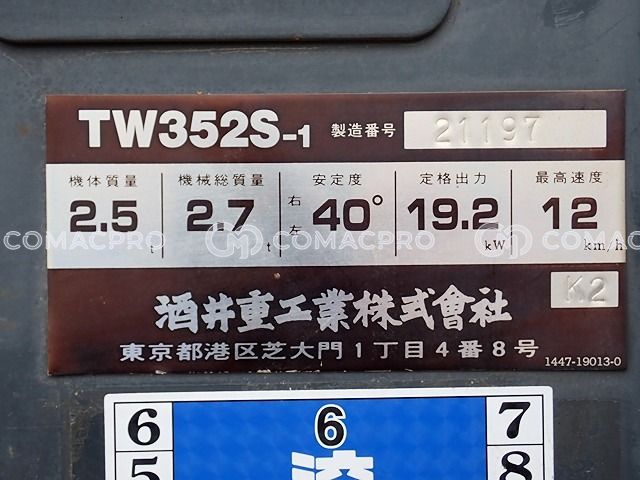 TW352S-1 製造番号 21197
機体質量 機械総質量 安定度 定格出力 最高速度
2.5 t 2.7 t 右左 40° 19.2 kW 12 km/h
COMACPRO COMACPRO COMACPRO
K2
酒井重工業株式會社
東京都港区芝大門1丁目4番8号 1447-19013-0
6 6 7
5 済 8